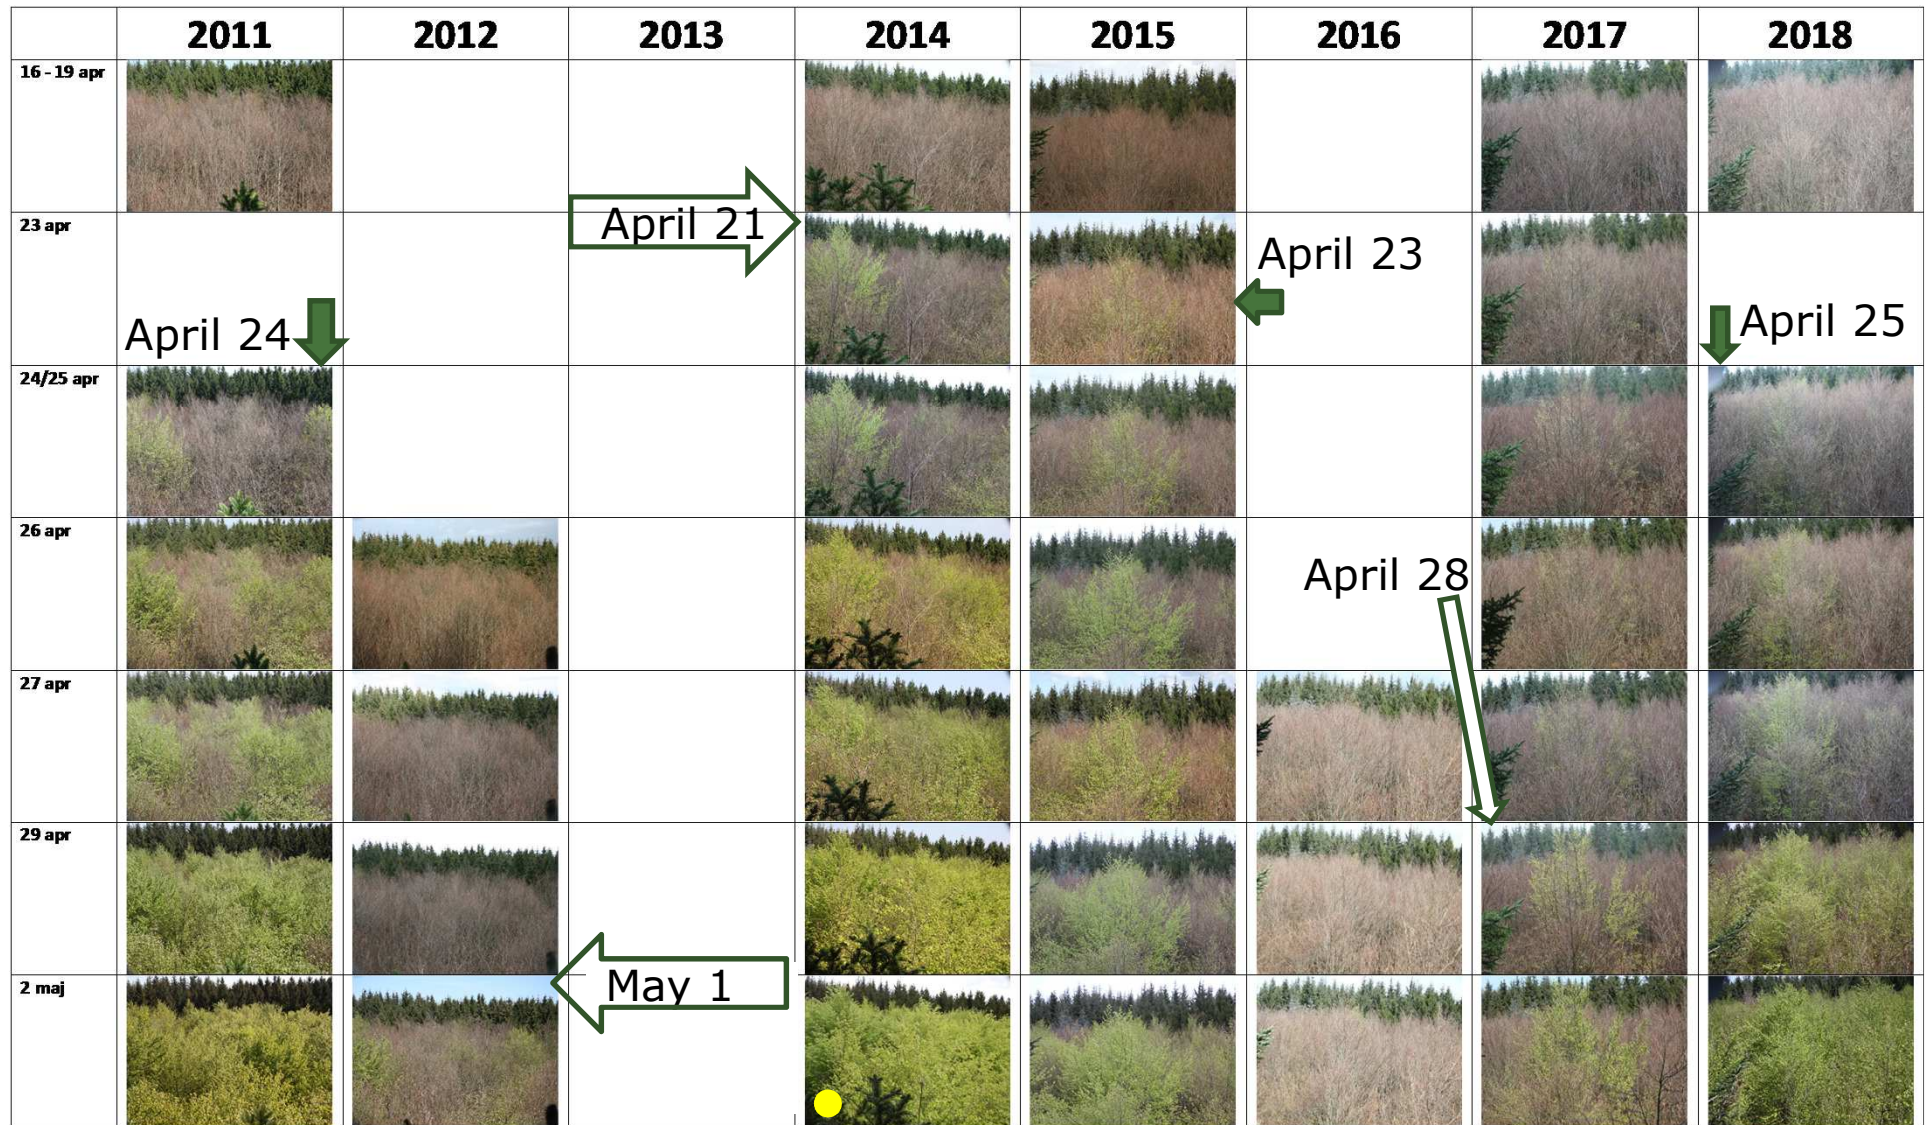 2011 2012 2013 2014 2015 2016 2017 2018
16 - 19 apr
April 21
23 apr
April 23
April 24
April 25
24/25 apr
26 apr
April 28
27 apr
29 apr
May 1
2 maj